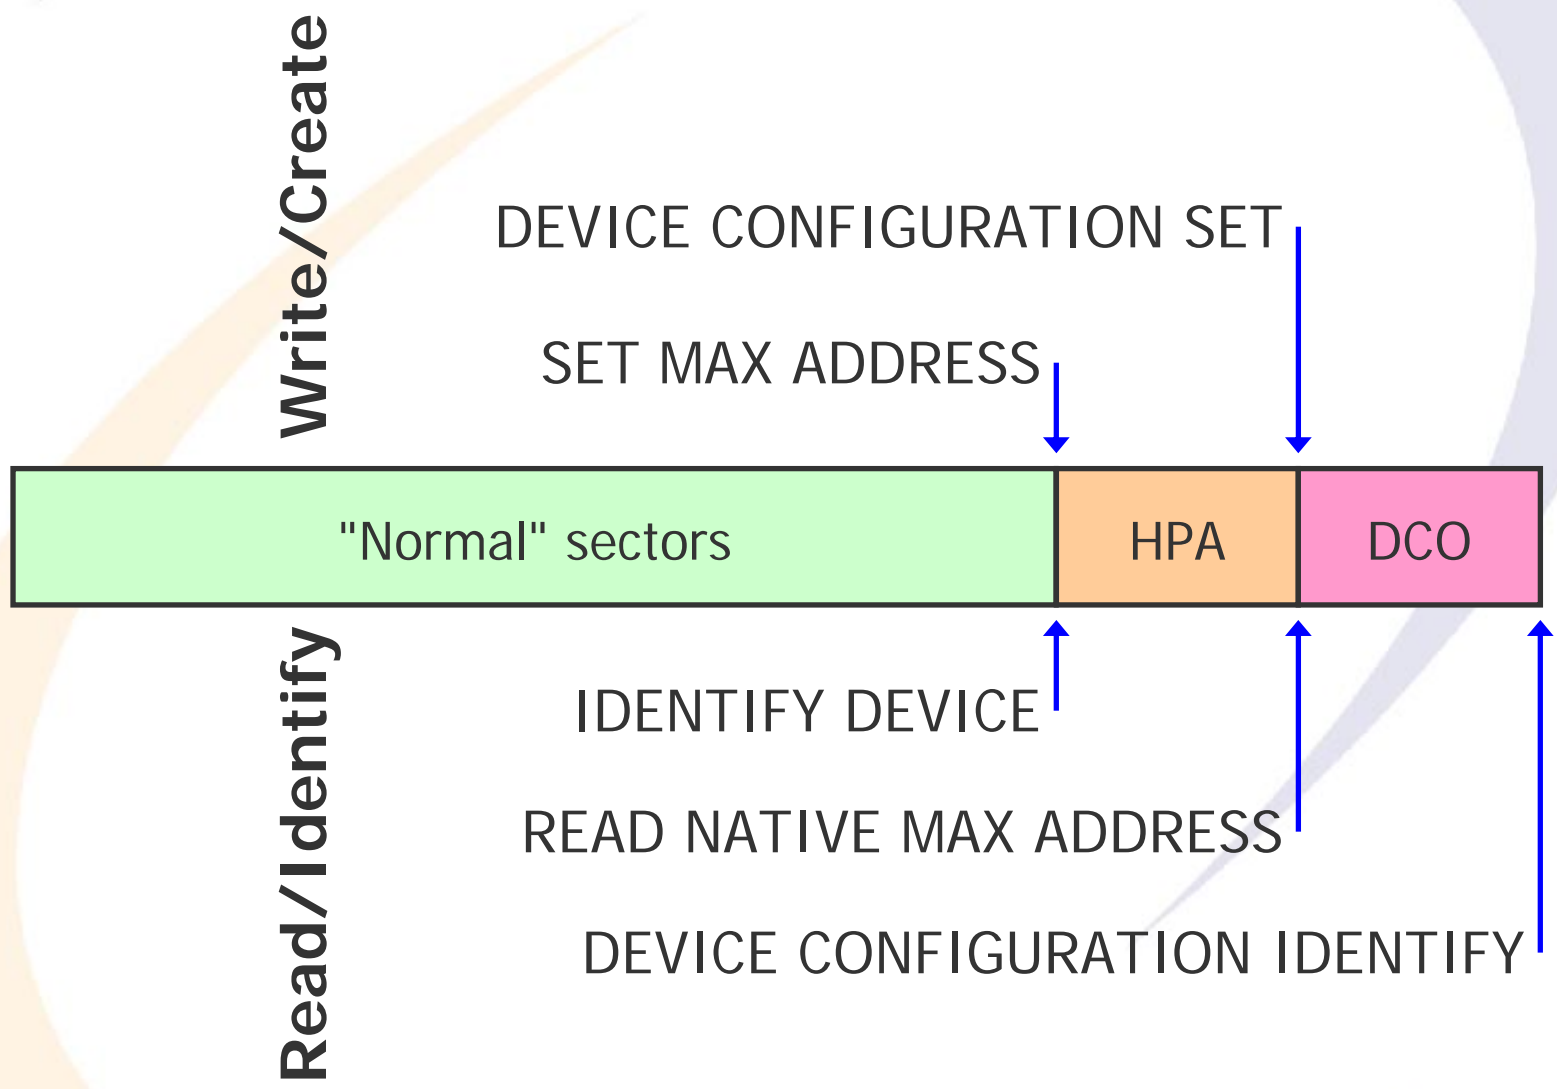 Write/Create
DEVICE CONFIGURATION SET
SET MAX ADDRESS
"Normal" sectors
HPA
DCO
Read/Identify
IDENTIFY DEVICE
READ NATIVE MAX ADDRESS
DEVICE CONFIGURATION IDENTIFY